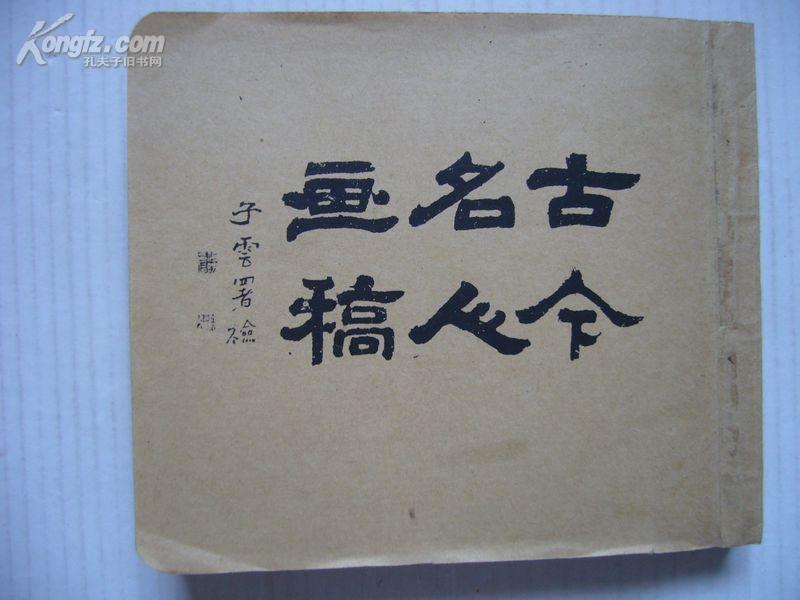 古今
名人
画稿
子雲署檢
Kongfz.com
孔夫子旧书网